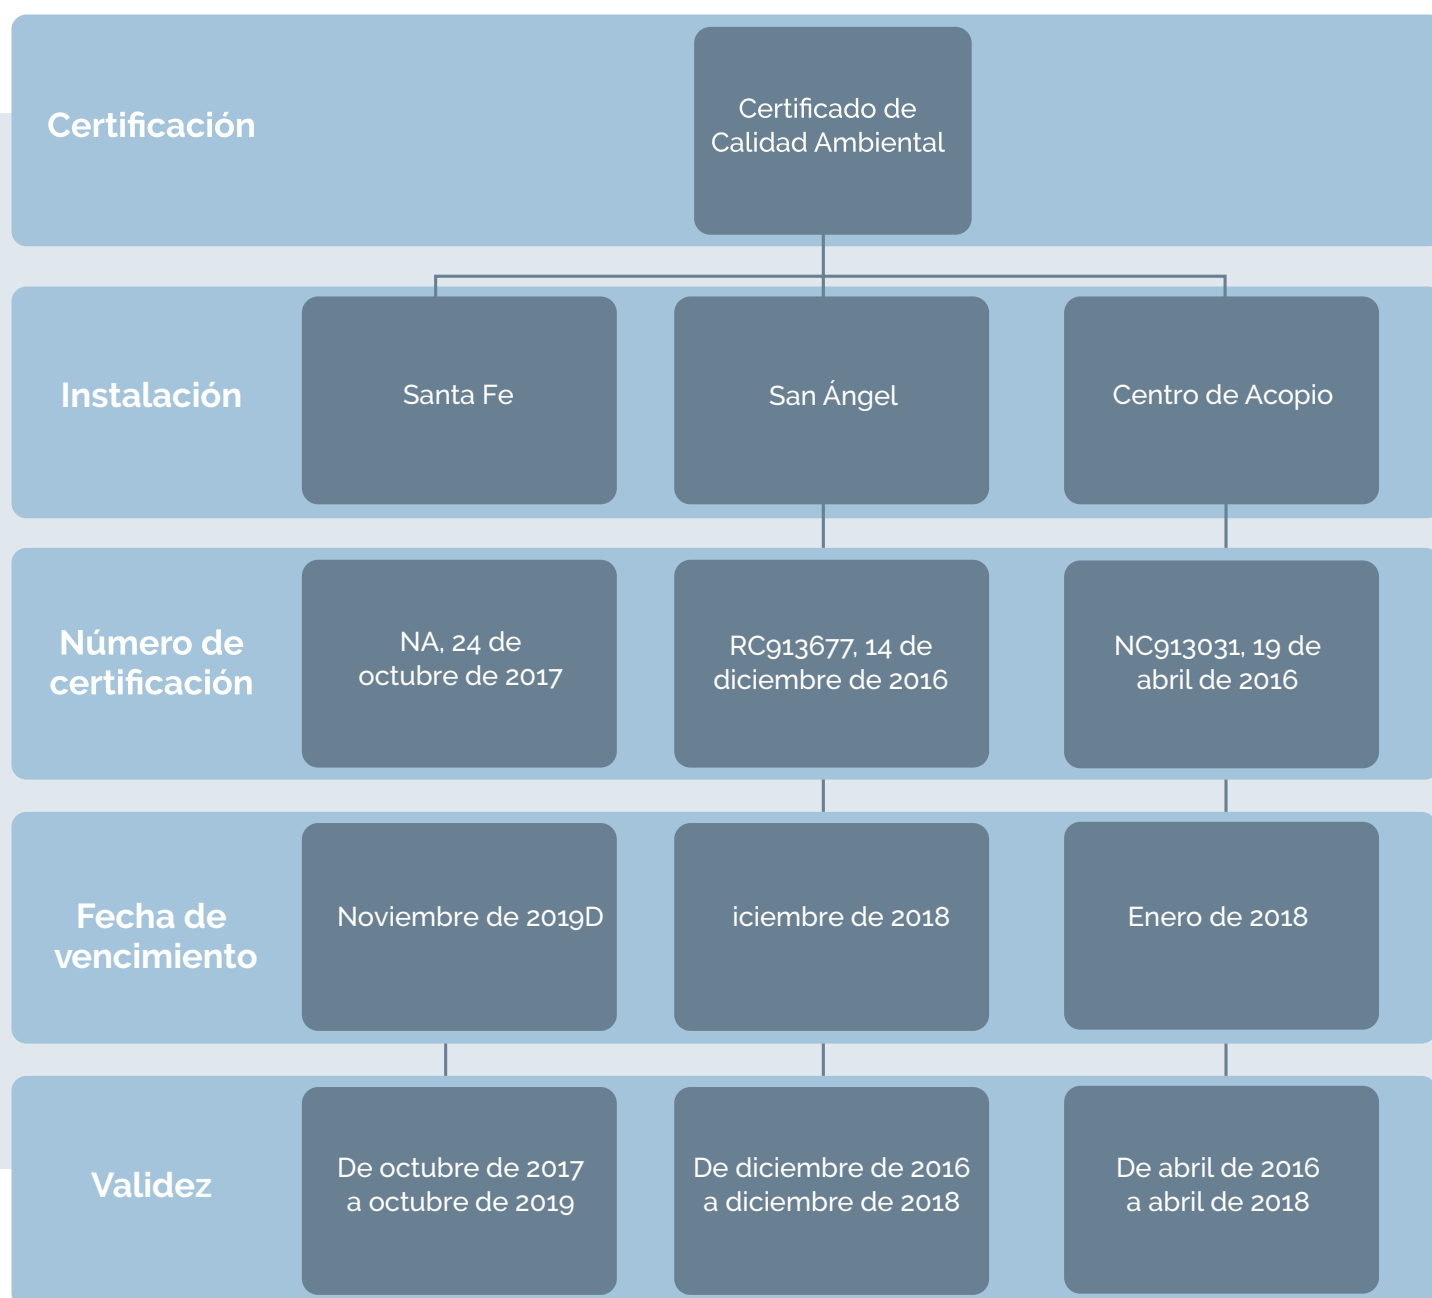 Certificación
Certificado de
Calidad Ambiental
Instalación
Santa Fe
San Ángel
Centro de Acopio
Número de
certificación
NA, 24 de
octubre de 2017
RC913677, 14 de
diciembre de 2016
NC913031, 19 de
abril de 2016
Fecha de
vencimiento
Noviembre de 2019D
iciembre de 2018
Enero de 2018
Validez
De octubre de 2017
a octubre de 2019
De diciembre de 2016
a diciembre de 2018
De abril de 2016
a abril de 2018